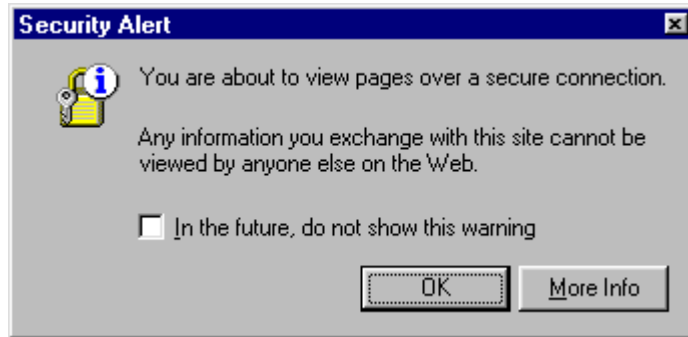 Security Alert
You are about to view pages over a secure connection.
Any information you exchange with this site cannot be
viewed by anyone else on the Web.
In the future, do not show this warning
OK
More Info